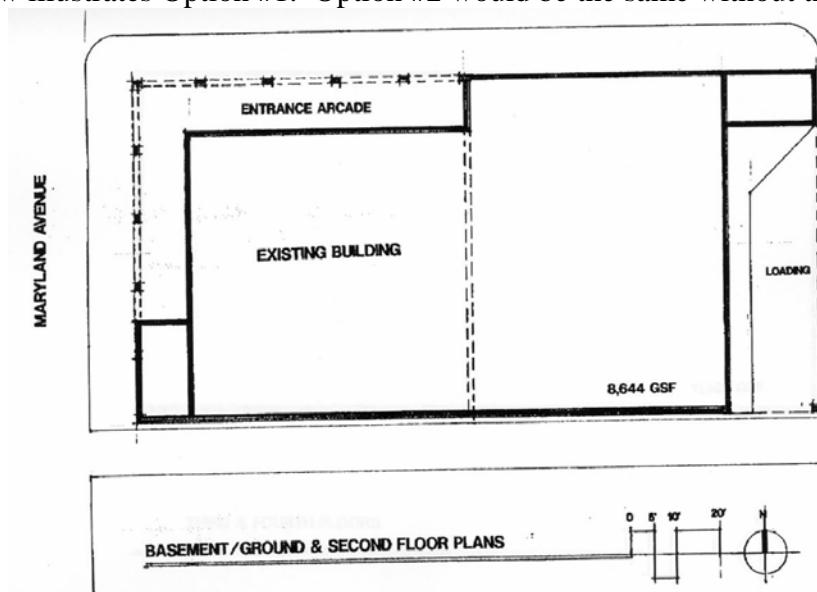 illustrates Option #1. Option #2 would be the same without
ENTRANCE ARCADE
MARYLAND AVENUE
EXISTING BUILDING
LOADING
8,644 GSF
BASEMENT/GROUND & SECOND FLOOR PLANS
0 5' 10' 20'
N